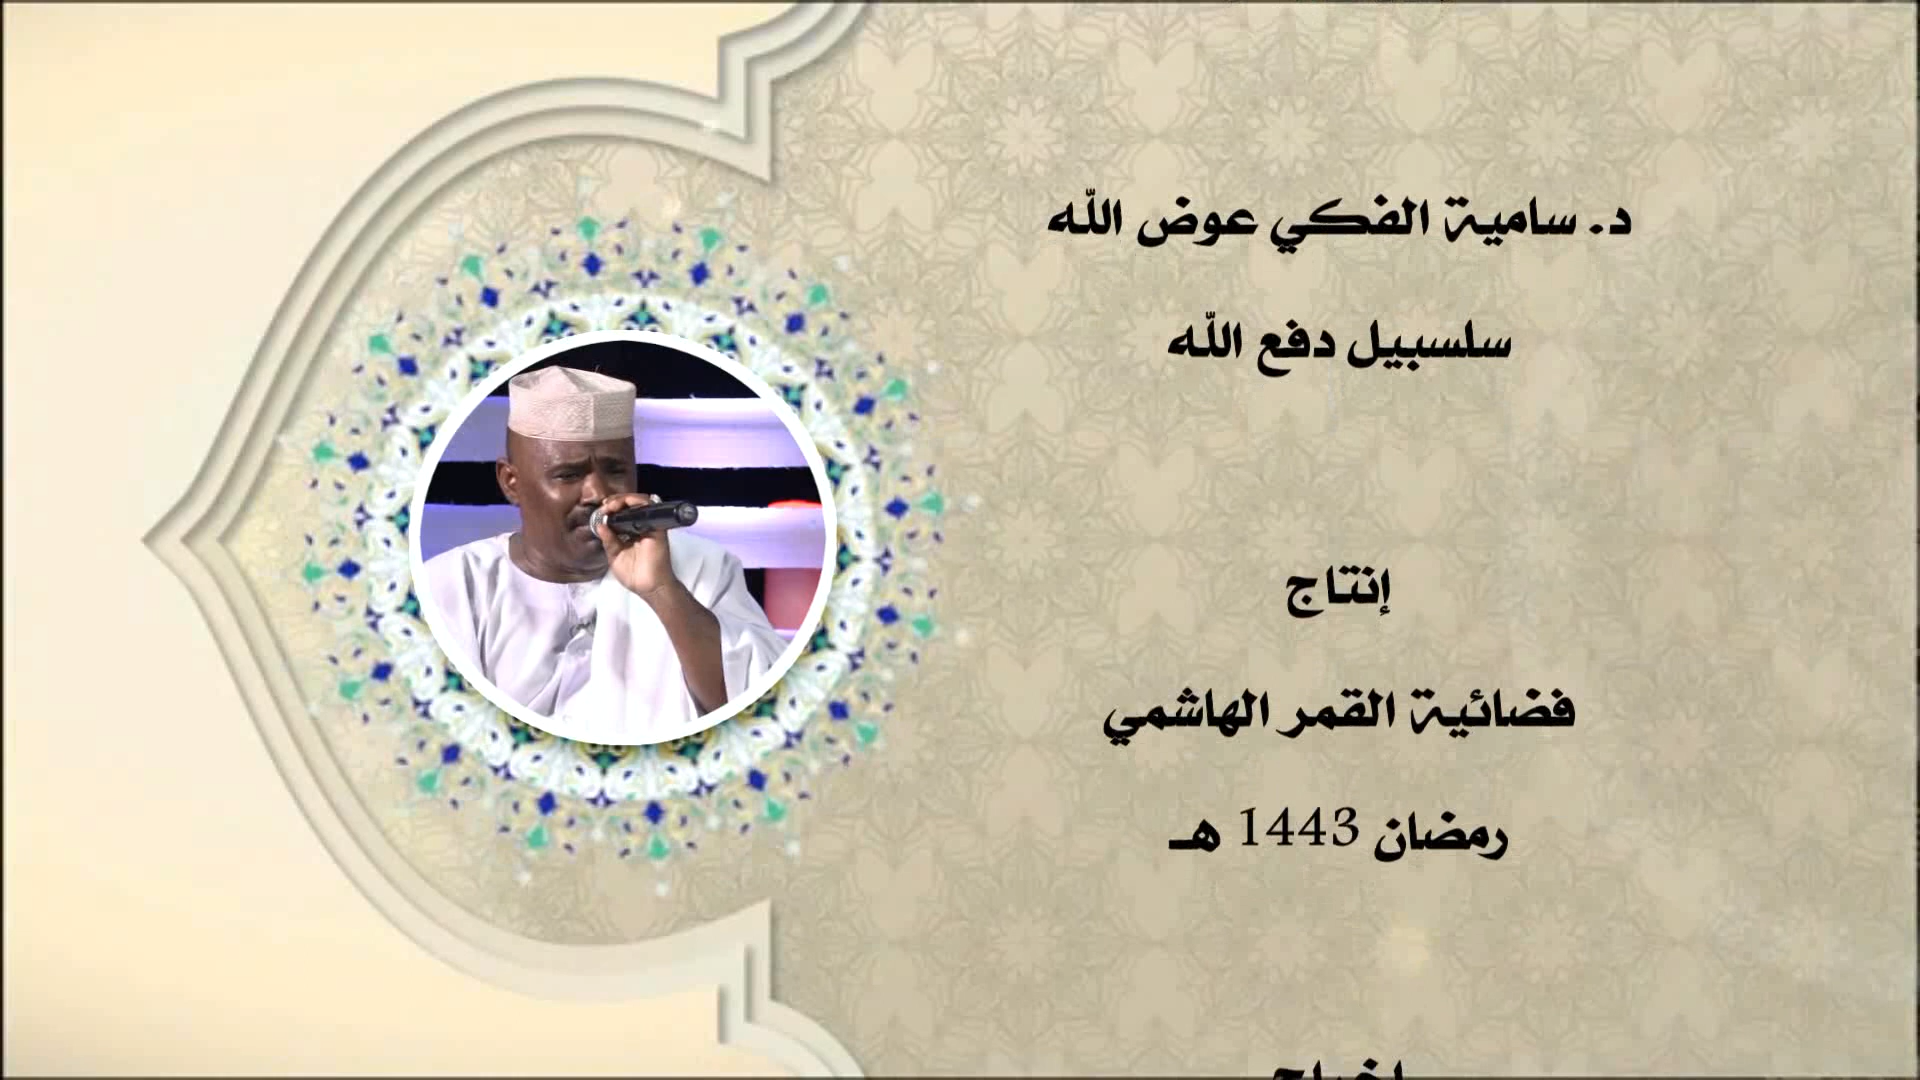 د. سامية الفكي عوض الله
سلسبيل دفع الله
إنتاج
فضائية القمر الهاشمي
رمضان 1443 هـ